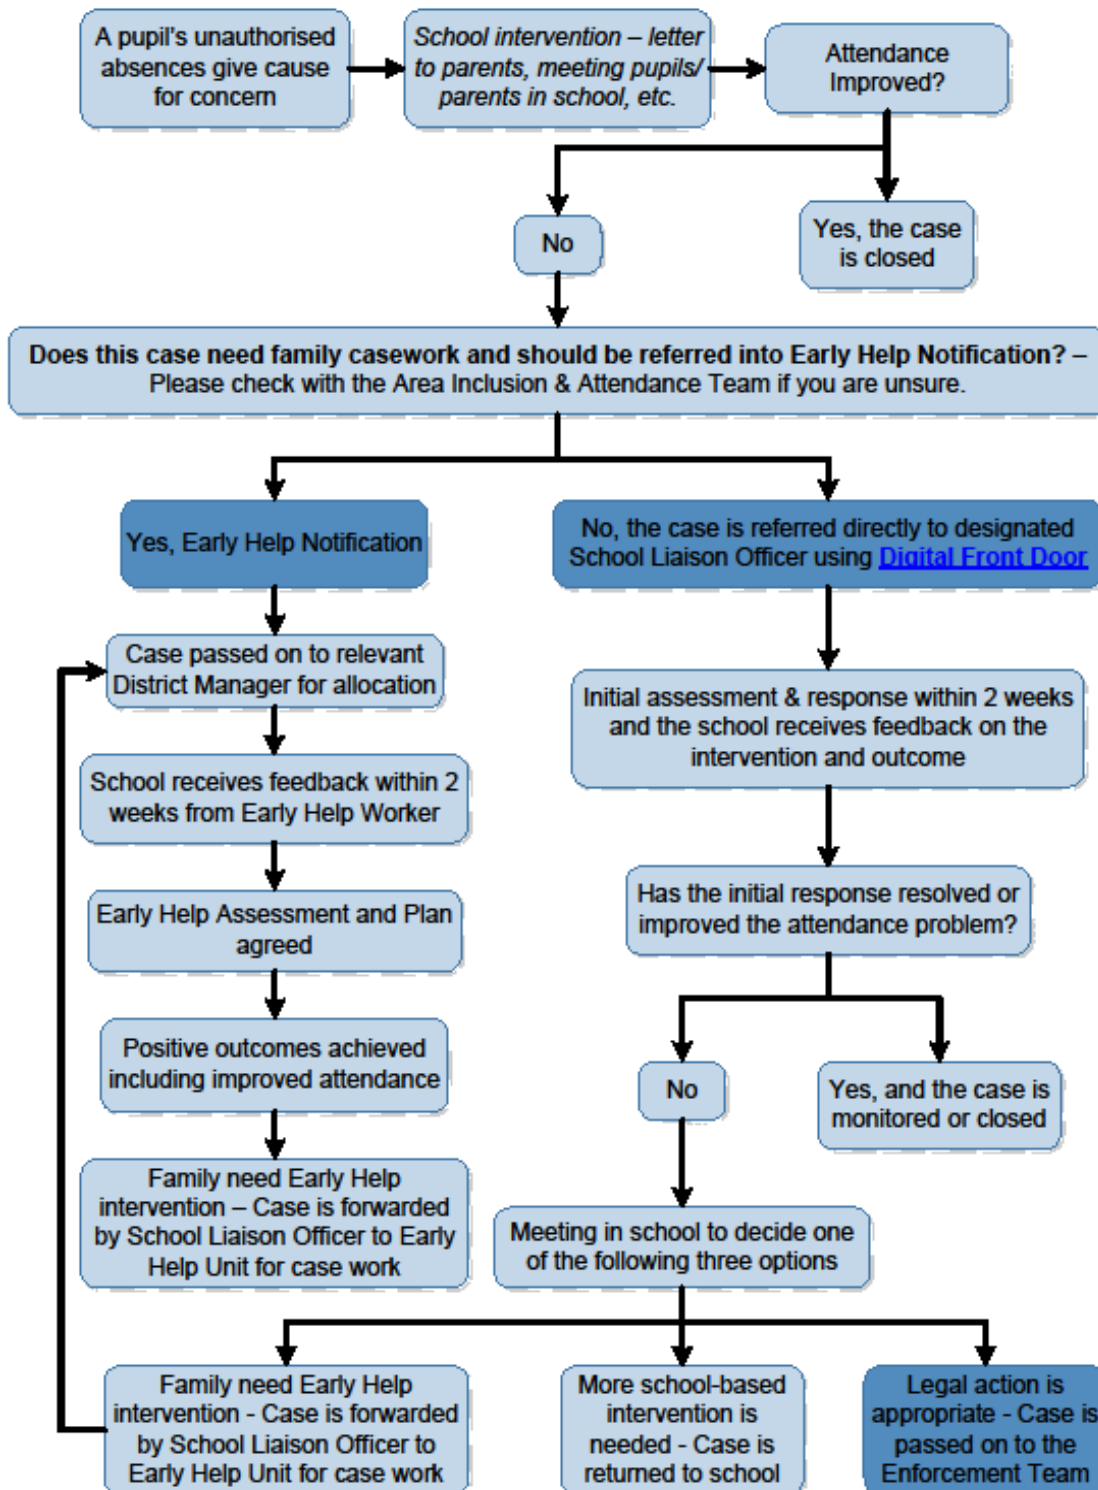 A pupil's unauthorised
absences give cause
for concern
School intervention – letter
to parents, meeting pupils/
parents in school, etc.
Attendance
Improved?
No
Yes, the case
is closed
Does this case need family casework and should be referred into Early Help Notification? –
Please check with the Area Inclusion & Attendance Team if you are unsure.
Yes, Early Help Notification
No, the case is referred directly to designated
School Liaison Officer using Digital Front Door
Case passed on to relevant
District Manager for allocation
Initial assessment & response within 2 weeks
and the school receives feedback on the
intervention and outcome
School receives feedback within 2
weeks from Early Help Worker
Has the initial response resolved or
improved the attendance problem?
Early Help Assessment and Plan
agreed
Positive outcomes achieved
including improved attendance
No
Yes, and the case is
monitored or closed
Family need Early Help
intervention – Case is forwarded
by School Liaison Officer to Early
Help Unit for case work
Meeting in school to decide one
of the following three options
Family need Early Help
intervention - Case is forwarded
by School Liaison Officer to
Early Help Unit for case work
More school-based
intervention is
needed - Case is
returned to school
Legal action is
appropriate - Case is
passed on to the
Enforcement Team